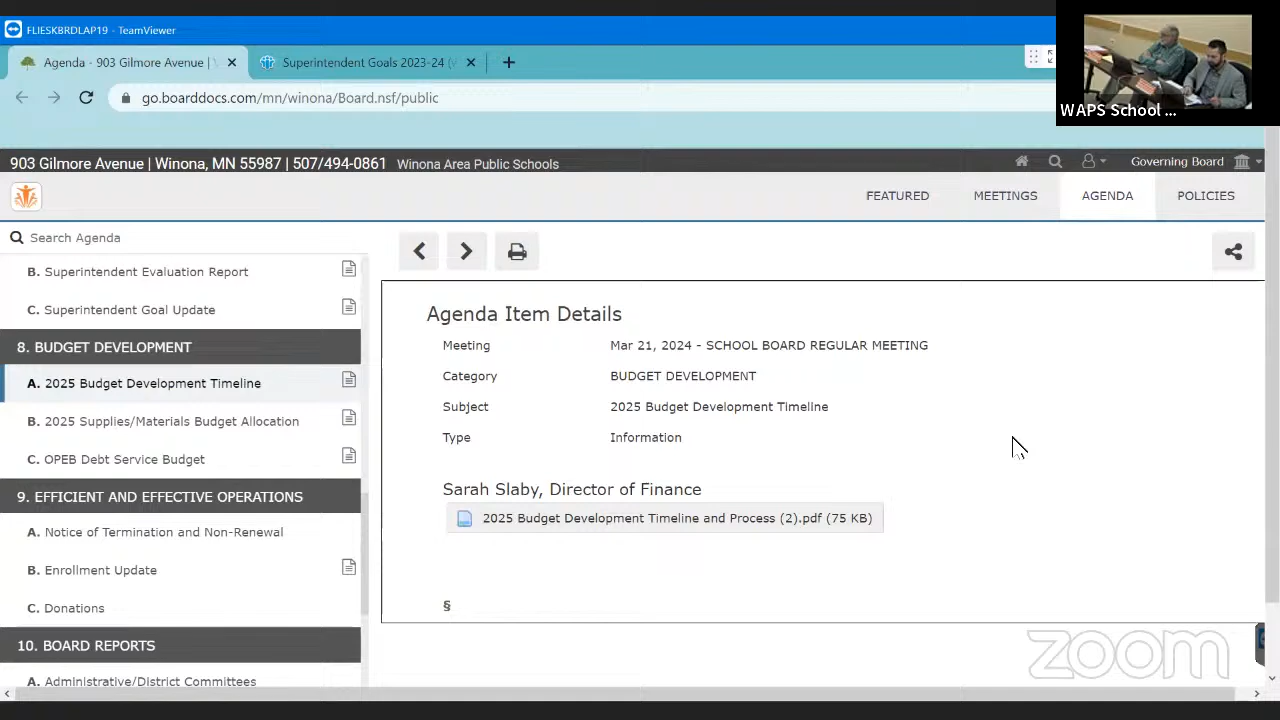 FLIESKBRDLAP19 - TeamViewer
Agenda - 903 Gilmore Avenue |
Superintendent Goals 2023-24 (
go.boarddocs.com/mn/winona/Board.nsf/public
WAPS School ...
903 Gilmore Avenue | Winona, MN 55987 | 507/494-0861 Winona Area Public Schools
Governing Board
FEATURED MEETINGS AGENDA POLICIES
Search Agenda
B. Superintendent Evaluation Report
C. Superintendent Goal Update
8. BUDGET DEVELOPMENT
A. 2025 Budget Development Timeline
B. 2025 Supplies/Materials Budget Allocation
C. OPEB Debt Service Budget
9. EFFICIENT AND EFFECTIVE OPERATIONS
A. Notice of Termination and Non-Renewal
B. Enrollment Update
C. Donations
10. BOARD REPORTS
A. Administrative/District Committees
Agenda Item Details
Meeting Mar 21, 2024 - SCHOOL BOARD REGULAR MEETING
Category BUDGET DEVELOPMENT
Subject 2025 Budget Development Timeline
Type Information
Sarah Slaby, Director of Finance
2025 Budget Development Timeline and Process (2).pdf (75 KB)
§
zoom